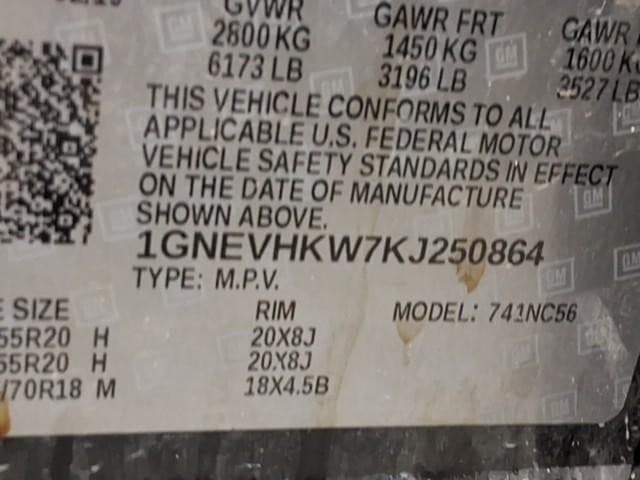 GVWR GAWR FRT GAWR
2800 KG 1450 KG 1600 K
6173 LB 3196 LB 3527 LB
THIS VEHICLE CONFORMS TO ALL
APPLICABLE U.S. FEDERAL MOTOR
VEHICLE SAFETY STANDARDS IN EFFECT
ON THE DATE OF MANUFACTURE
SHOWN ABOVE.
1GNEVHKW7KJ250864
TYPE: M.P.V.
SIZE RIM MODEL: 741NC56
55R20 H 20X8J
55R20 H 20X8J
/70R18 M 18X4.5B